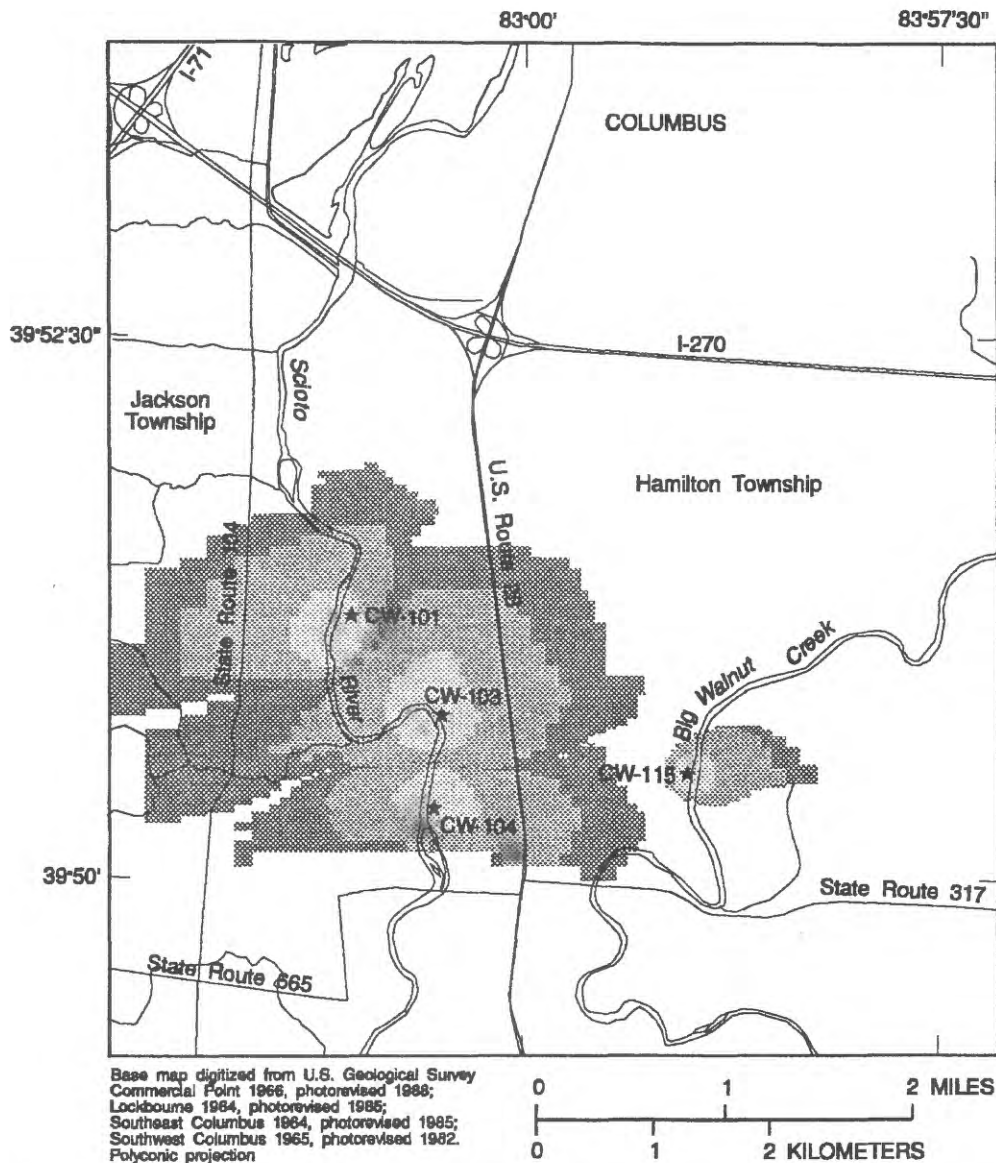 83°00'
83°57'30"
I-71
COLUMBUS
39°52'30"
I-270
Scioto
Jackson
Township
U.S. Route
Hamilton Township
State Route 104
CW-101
River
CW-103
Big Walnut Creek
CW-115
CW-104
39°50'
State Route 317
State Route 665
Base map digitized from U.S. Geological Survey
Commercial Point 1966, photorevised 1988;
Lockbourne 1964, photorevised 1985;
Southeast Columbus 1964, photorevised 1985;
Southwest Columbus 1965, photorevised 1982.
Polyconic projection
0 1 2 MILES
0 1 2 KILOMETERS